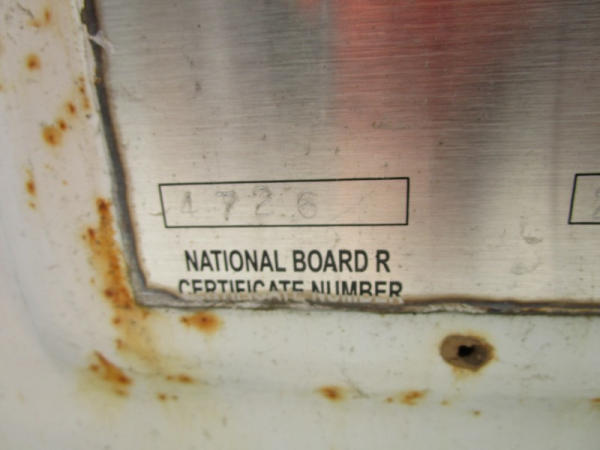 4726
NATIONAL BOARD R
CERTIFICATE NUMBER